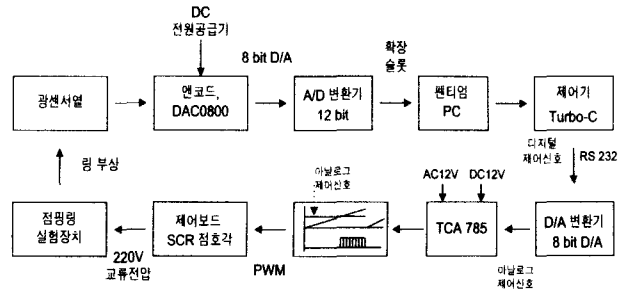 DC
전원공급기
8 bit D/A
확장
슬롯
광센서열
앤코드,
DAC0800
A/D 변환기
12 bit
펜티엄
PC
제어기
Turbo-C
디지털
제어신호
RS 232
링 부상
아날로그
제어신호
AC12V
DC12V
점핑링
실험장치
제어보드
SCR 점호각
TCA 785
D/A 변환기
8 bit D/A
220V
교류전압
PWM
아날로그
제어신호